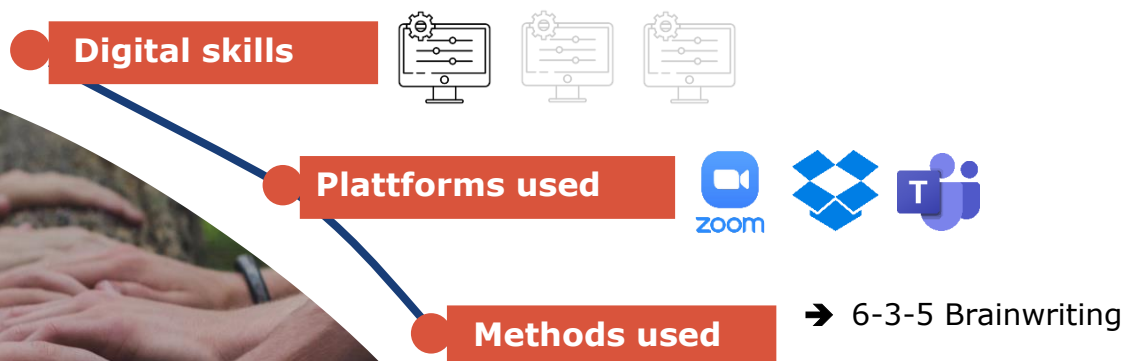 Digital skills
Plattforms used
zoom
T
Methods used
➔ 6-3-5 Brainwriting